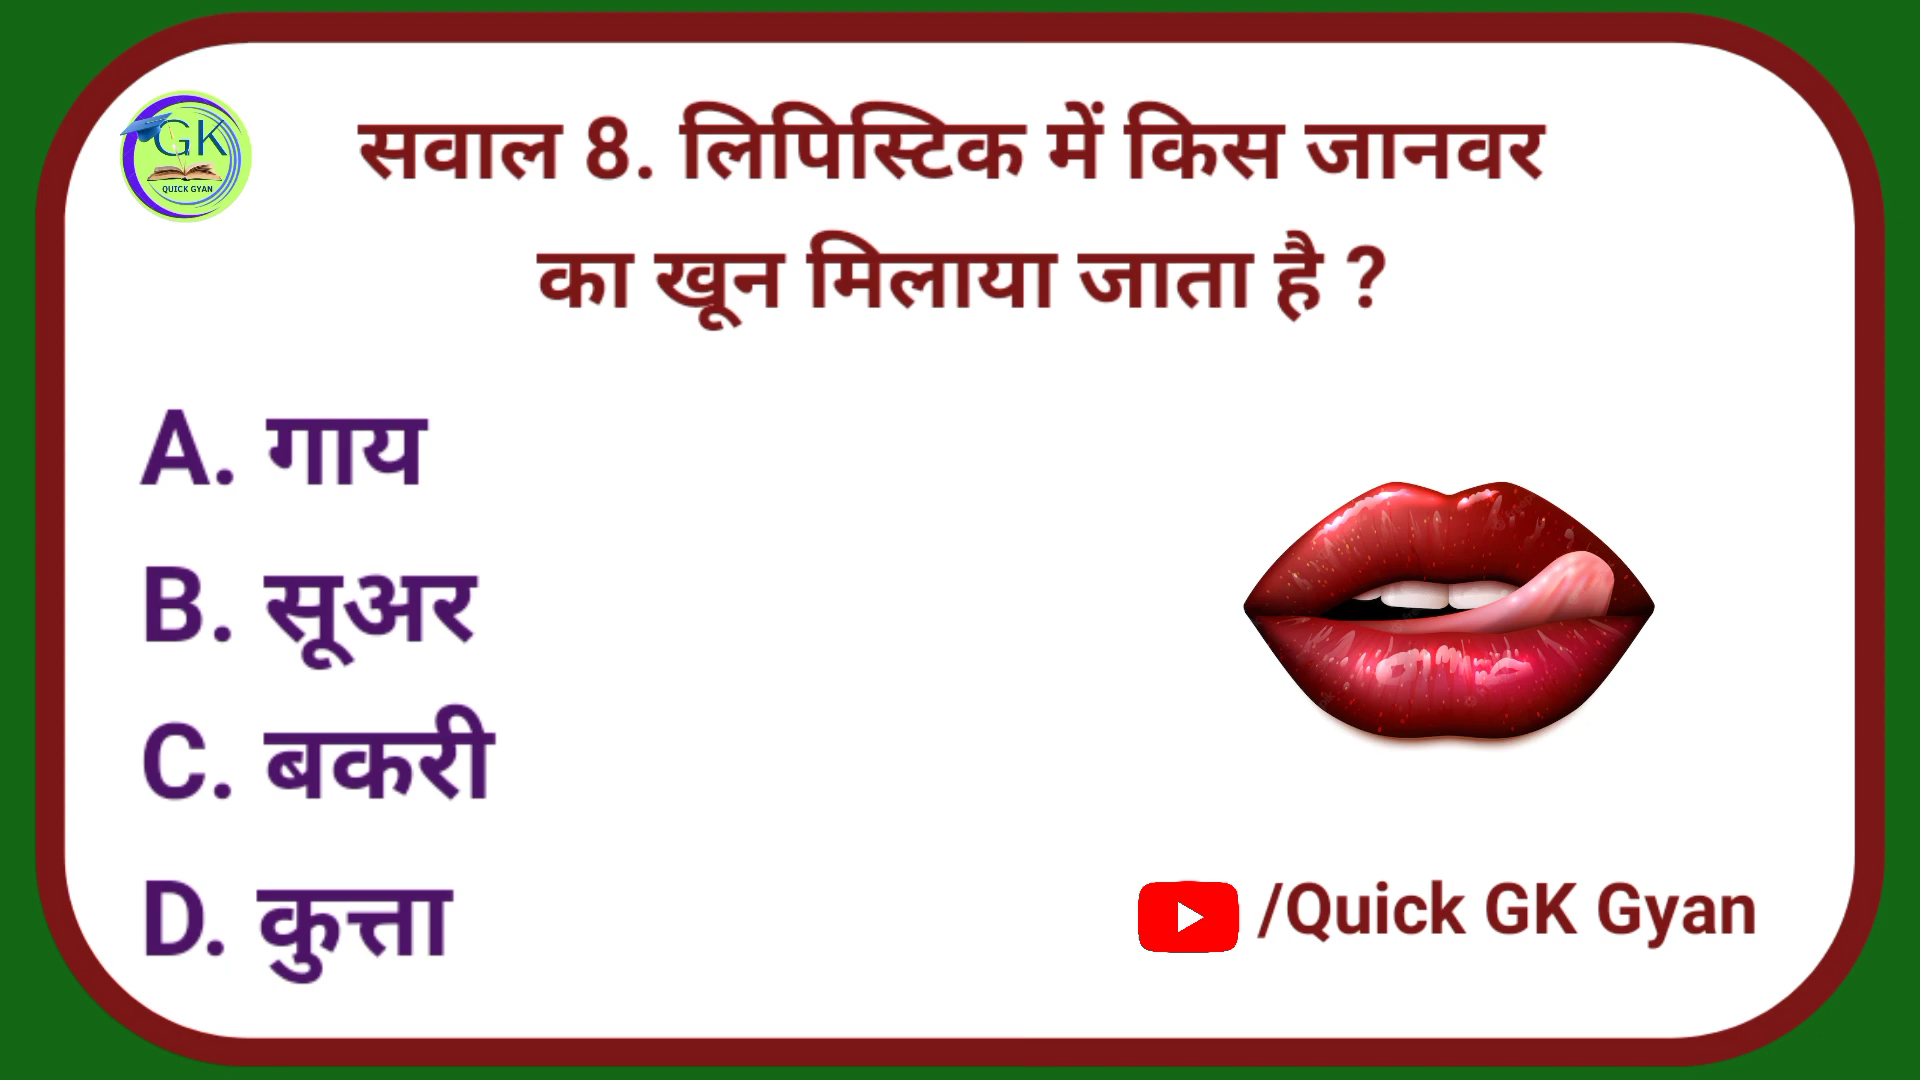 GK
QUICK GYAN
सवाल 8. लिपिस्टिक में किस जानवर
का खून मिलाया जाता है ?
A. गाय
B. सूअर
C. बकरी
D. कुत्ता
/Quick GK Gyan